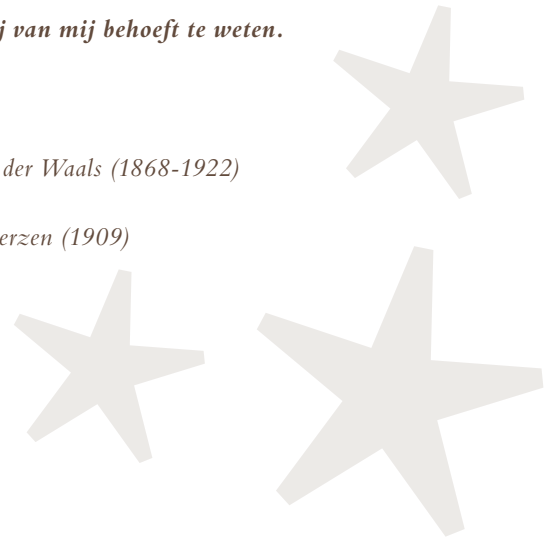 j van mij behoeft te weten.
der Waals (1868-1922)
erzen (1909)